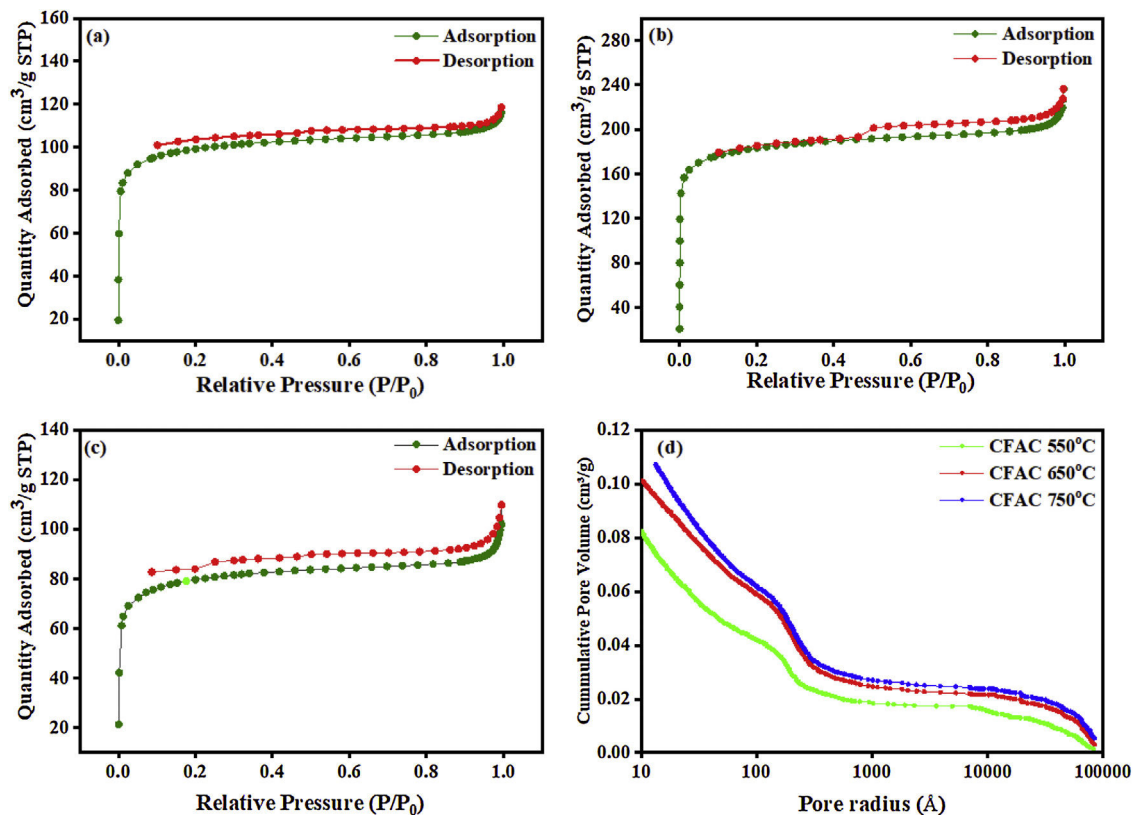 (a)
Adsorption
Desorption
Quantity Adsorbed (cm³/g STP)
160
140
120
100
80
60
40
20
0.0 0.2 0.4 0.6 0.8 1.0
Relative Pressure (P/P₀)
(b)
Adsorption
Desorption
Quantity Adsorbed (cm³/g STP)
280
240
200
160
120
80
40
0.0 0.2 0.4 0.6 0.8 1.0
Relative Pressure (P/P₀)
(c)
Adsorption
Desorption
Quantity Adsorbed (cm³/g STP)
140
120
100
80
60
40
20
0.0 0.2 0.4 0.6 0.8 1.0
Relative Pressure (P/P₀)
(d)
CFAC 550⁰C
CFAC 650⁰C
CFAC 750⁰C
Cummulative Pore Volume (cm³/g)
0.12
0.10
0.08
0.06
0.04
0.02
0.00
10 100 1000 10000 100000
Pore radius (Å)